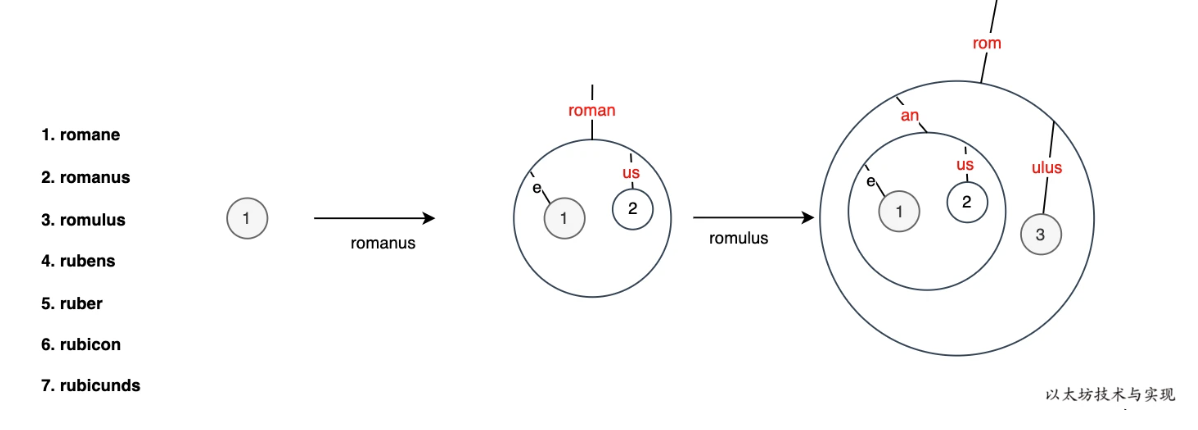 1. romane
2. romanus
3. romulus
4. rubens
5. ruber
6. rubicon
7. rubicunds
1
romanus
roman
e
us
1
2
romulus
rom
an
e
us
ulus
1
2
3
以太坊技术与实现